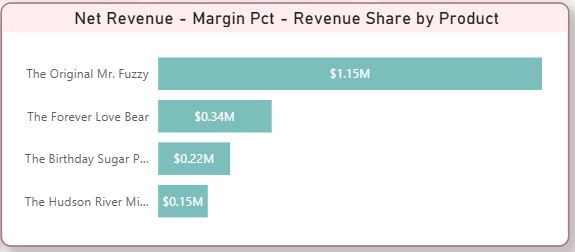 Net Revenue - Margin Pct - Revenue Share by Product
The Original Mr. Fuzzy $1.15M
The Forever Love Bear $0.34M
The Birthday Sugar P... $0.22M
The Hudson River Mi... $0.15M